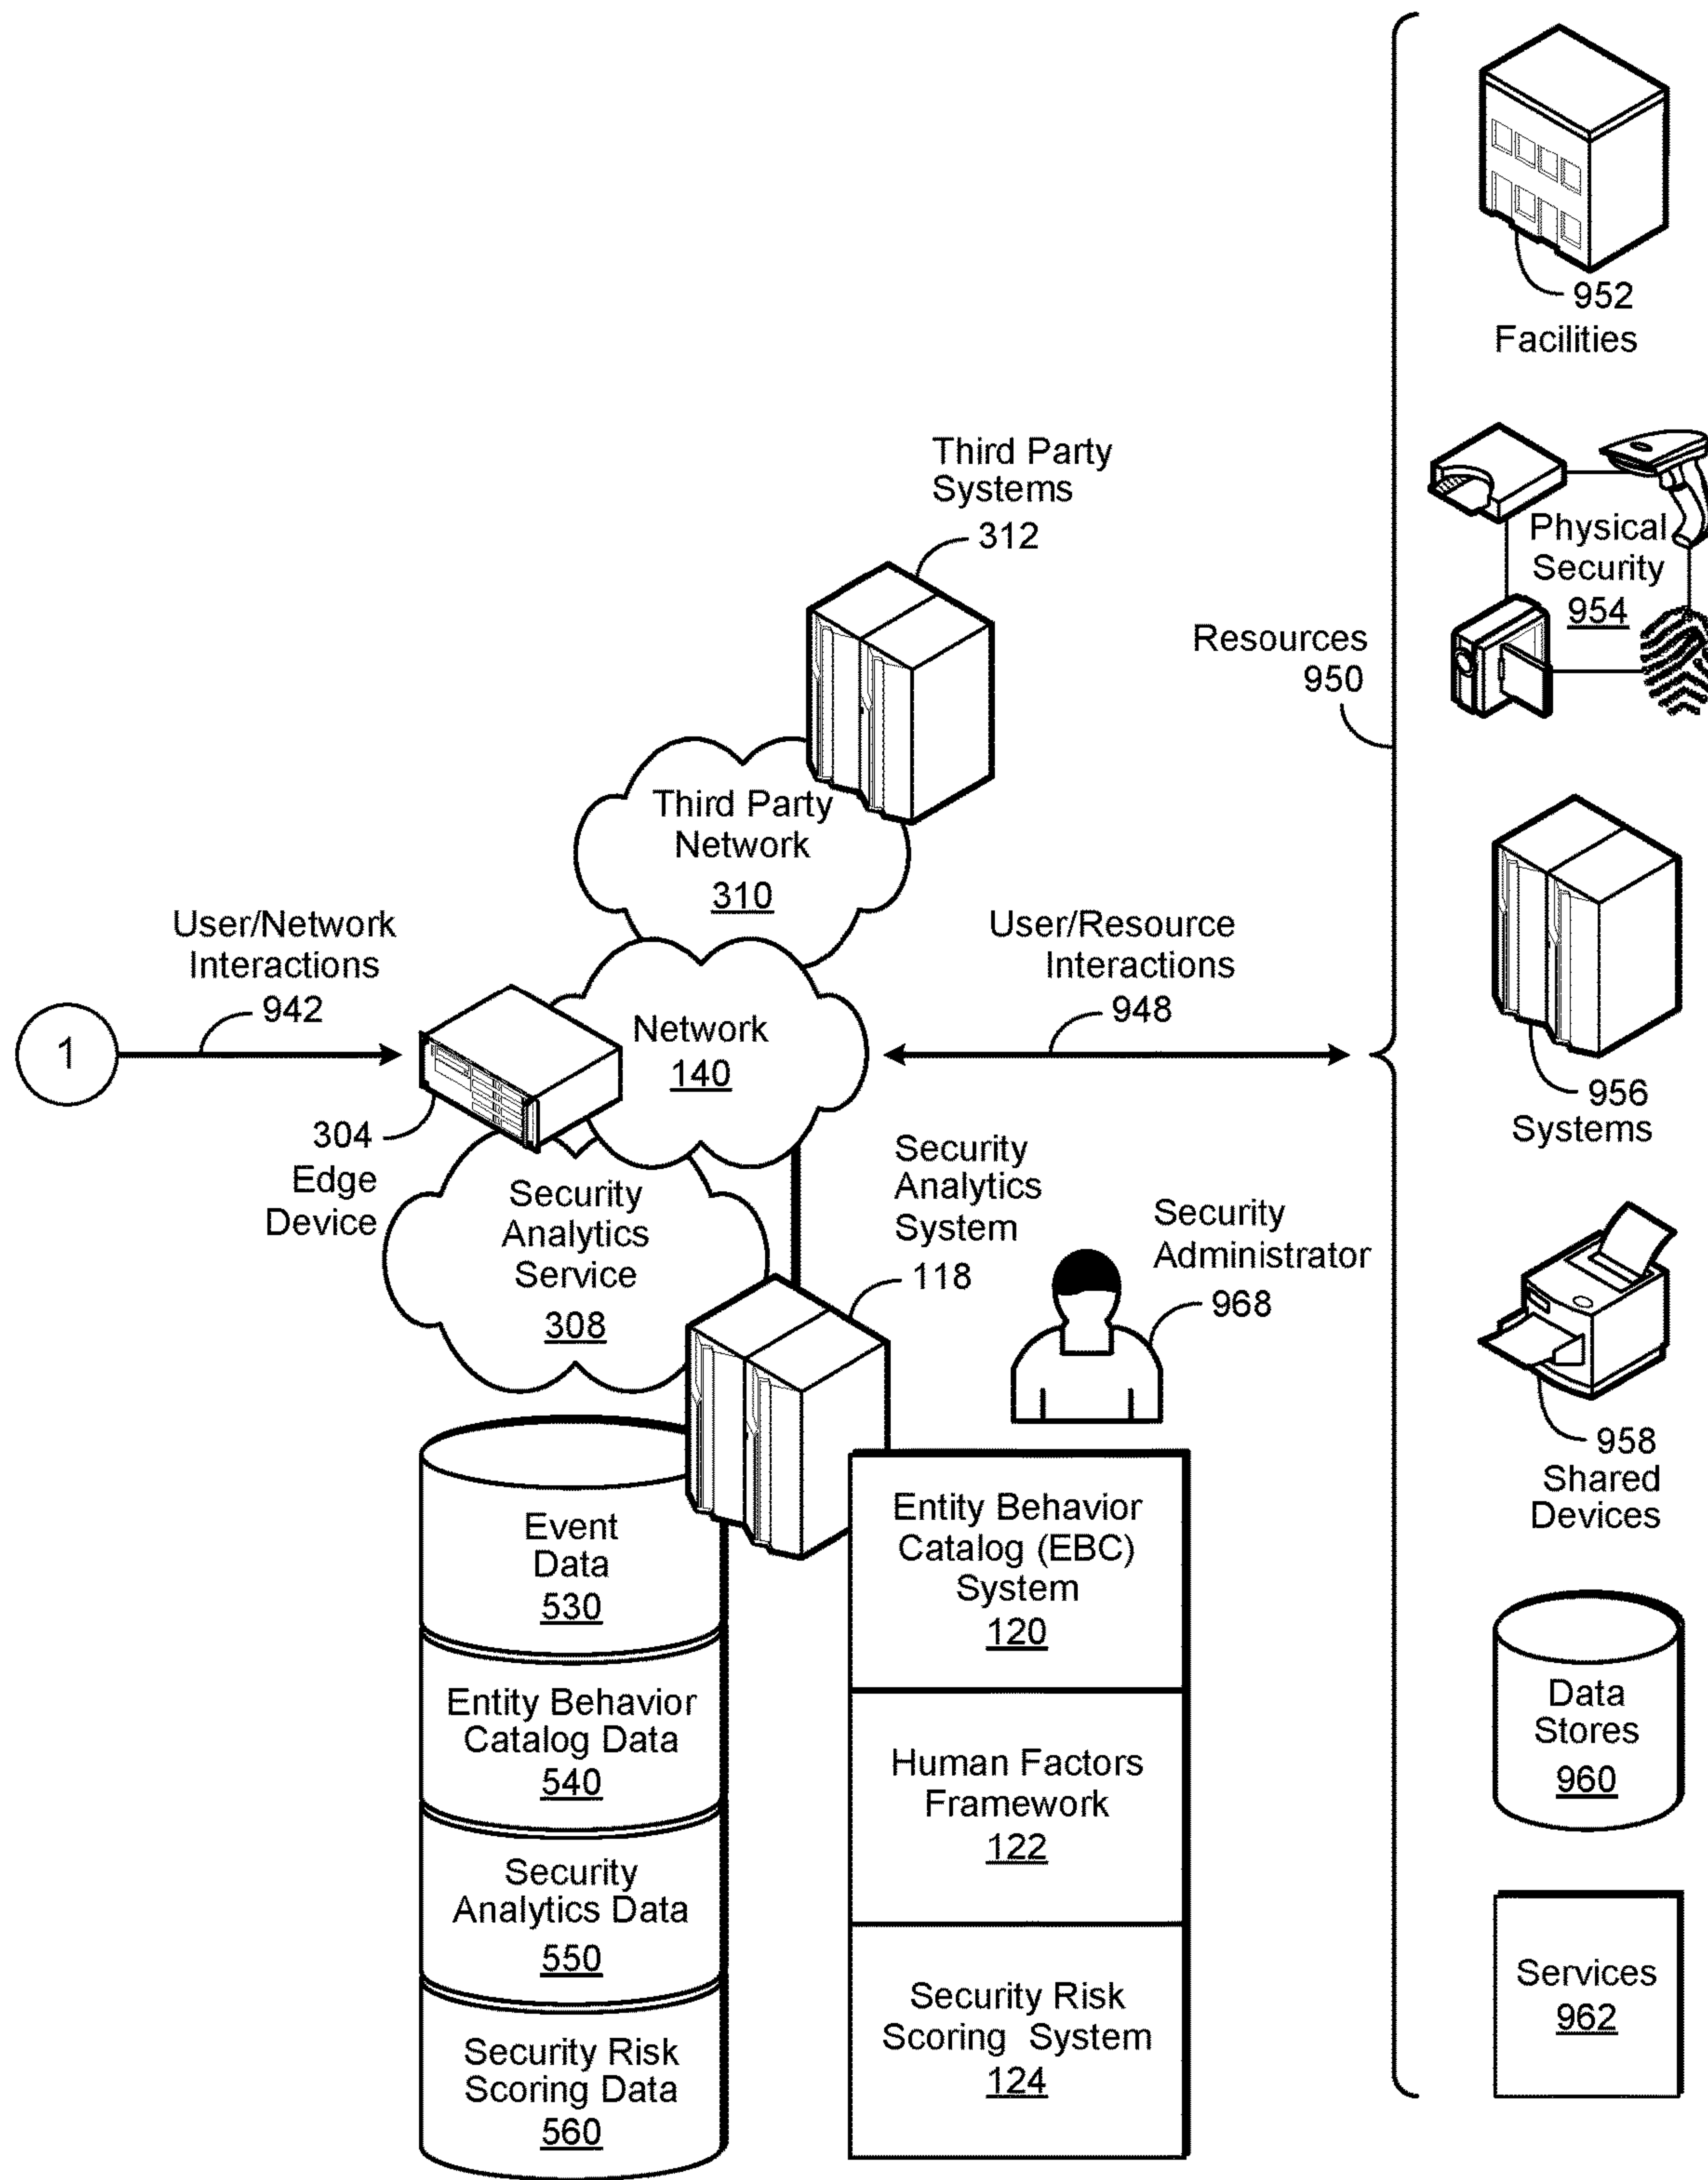 952
Facilities
Third Party
Systems
312
Physical
Security
954
Resources
950
Third Party
Network
310
User/Network
Interactions
942
User/Resource
Interactions
948
1
Network
140
304
Edge
Device
Security
Analytics
Service
308
Security
Analytics
System
118
Security
Administrator
968
956
Systems
958
Shared
Devices
Event
Data
530
Entity Behavior
Catalog Data
540
Security
Analytics Data
550
Security Risk
Scoring Data
560
Entity Behavior
Catalog (EBC)
System
120
Human Factors
Framework
122
Security Risk
Scoring System
124
Data
Stores
960
Services
962